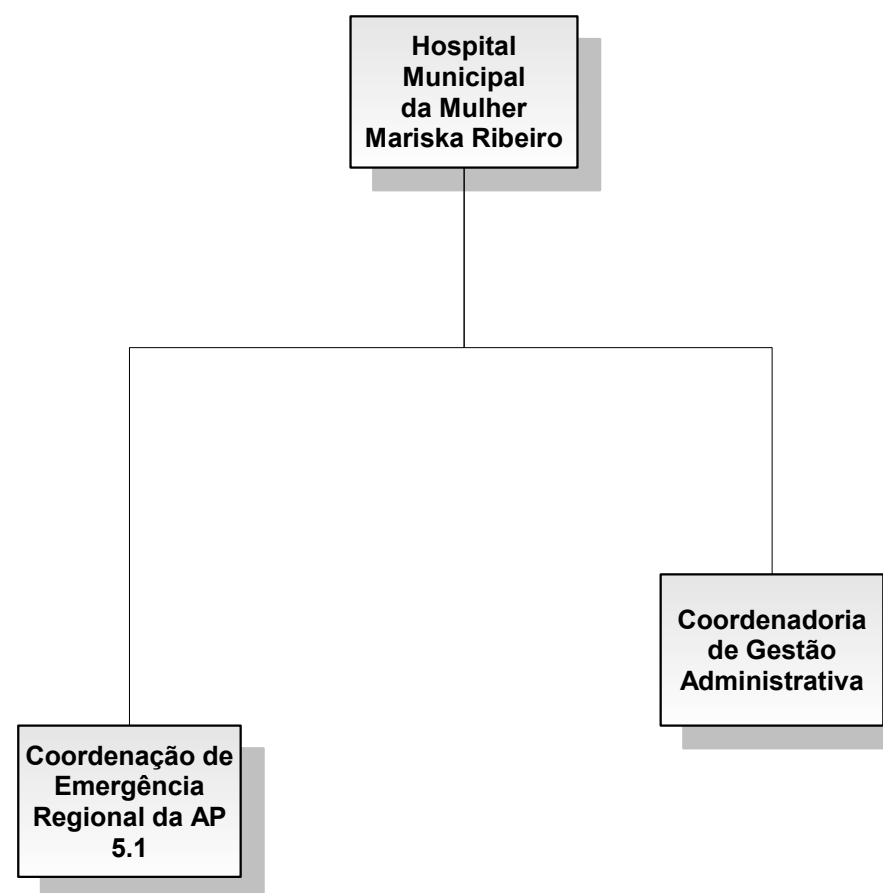 Hospital
Municipal
da Mulher
Mariska Ribeiro
Coordenadoria
de Gestão
Administrativa
Coordenação de
Emergência
Regional da AP
5.1